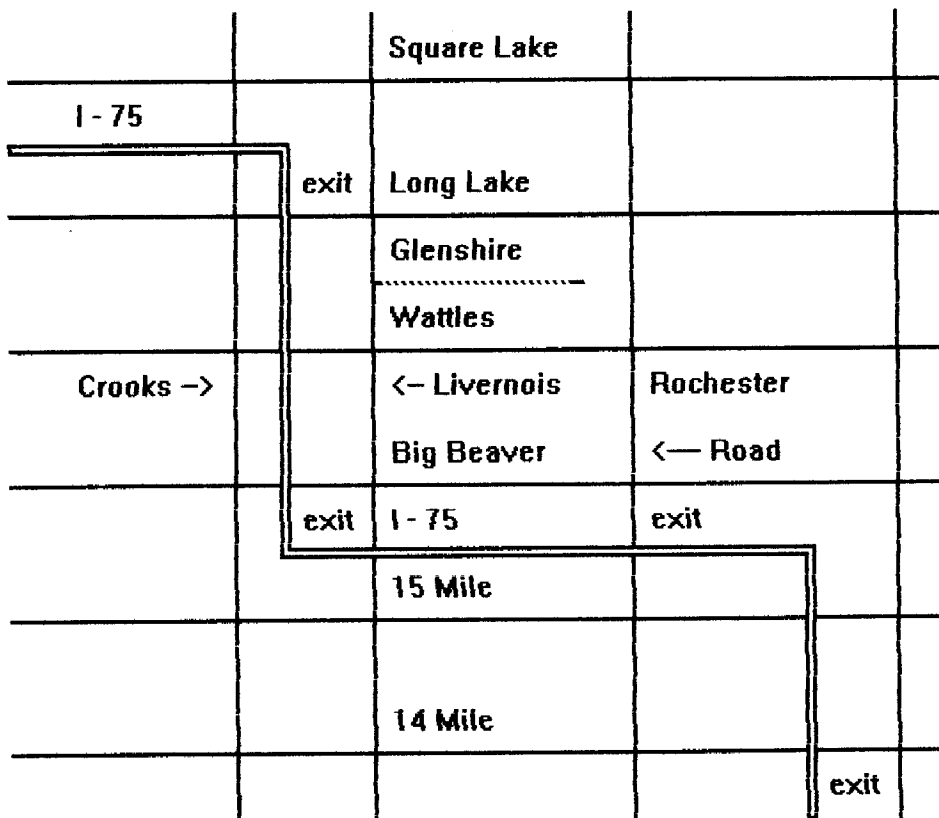 Square Lake
I - 75
exit Long Lake
Glenshire
Wattles
Crooks -> <- Livernois Rochester
Big Beaver <-- Road
exit I - 75 exit
15 Mile
14 Mile
exit